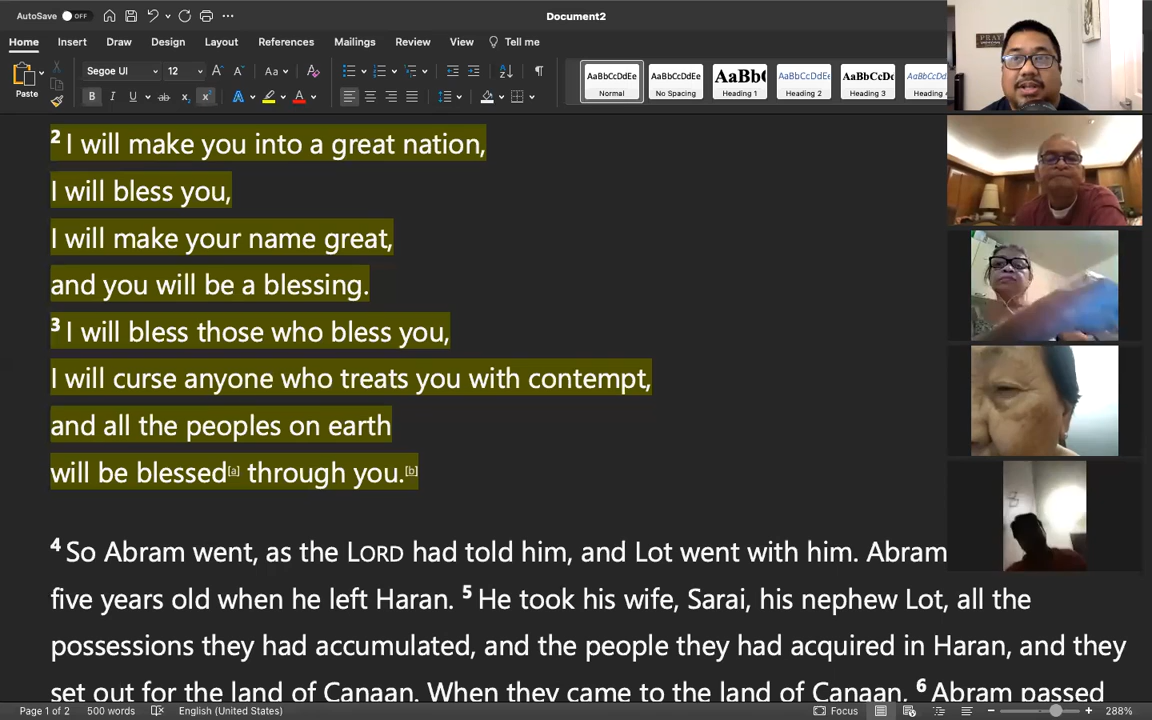 AutoSave OFF Document2
Home Insert Draw Design Layout References Mailings Review View Tell me
Paste Segoe UI 12 Aa
B I U ab x x A A
AaBbCcDdEe AaBbCcDdEe AaBbC AaBbCcDdEe AaBbCcDc AaBbCcDdEe
Normal No Spacing Heading 1 Heading 2 Heading 3 Heading 4
PRAY
2 I will make you into a great nation,
I will bless you,
I will make your name great,
and you will be a blessing.
3 I will bless those who bless you,
I will curse anyone who treats you with contempt,
and all the peoples on earth
will be blessed[a] through you.[b]
4 So Abram went, as the LORD had told him, and Lot went with him. Abram
five years old when he left Haran. 5 He took his wife, Sarai, his nephew Lot, all the
possessions they had accumulated, and the people they had acquired in Haran, and they
set out for the land of Canaan. When they came to the land of Canaan, 6 Abram passed
Page 1 of 2 500 words English (United States) Focus 288%